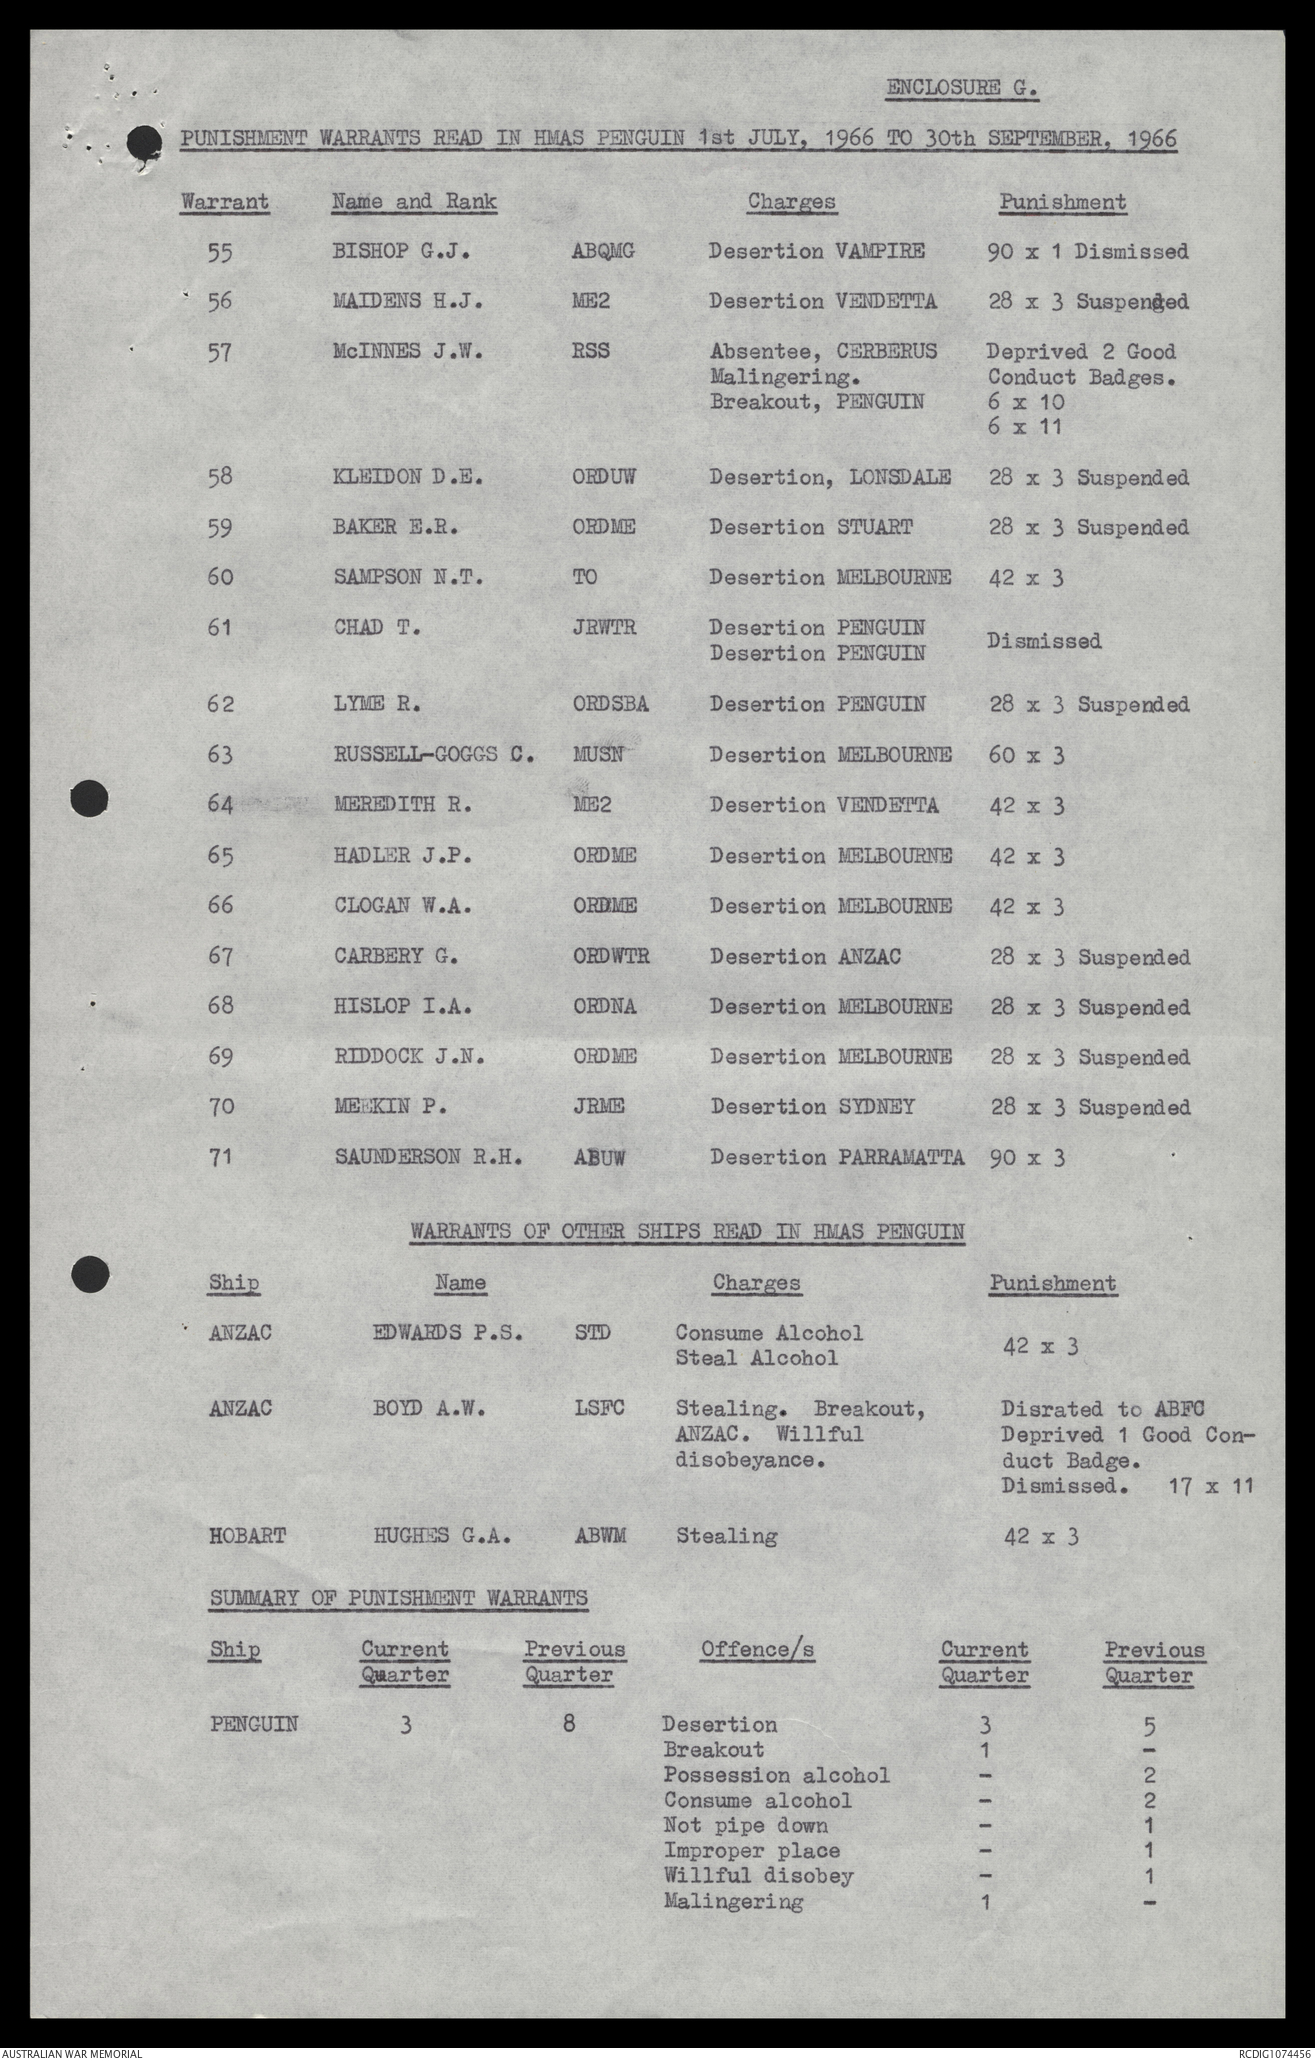 ENCLOSURE G.
PUNISHMENT WARRANTS READ IN HMAS PENGUIN 1st JULY, 1966 TO 30th SEPTEMBER, 1966
Warrant Name and Rank Charges Punishment
55 BISHOP G.J. ABQMG Desertion VAMPIRE 90 x 1 Dismissed
56 MAIDENS H.J. ME2 Desertion VENDETTA 28 x 3 Suspended
57 McINNES J.W. RSS Absentee, CERBERUS Deprived 2 Good
Malingering. Conduct Badges.
Breakout, PENGUIN 6 x 10
6 x 11
58 KLEIDON D.E. ORDUW Desertion, LONSDALE 28 x 3 Suspended
59 BAKER E.R. ORDME Desertion STUART 28 x 3 Suspended
60 SAMPSON N.T. TO Desertion MELBOURNE 42 x 3
61 CHAD T. JRWTR Desertion PENGUIN
Desertion PENGUIN Dismissed
62 LYME R. ORDSBA Desertion PENGUIN 28 x 3 Suspended
63 RUSSELL-GOGGS C. MUSN Desertion MELBOURNE 60 x 3
64 MEREDITH R. ME2 Desertion VENDETTA 42 x 3
65 HADLER J.P. ORDME Desertion MELBOURNE 42 x 3
66 CLOGAN W.A. ORDME Desertion MELBOURNE 42 x 3
67 CARBERY G. ORDWTR Desertion ANZAC 28 x 3 Suspended
68 HISLOP I.A. ORDNA Desertion MELBOURNE 28 x 3 Suspended
69 RIDDOCK J.N. ORDME Desertion MELBOURNE 28 x 3 Suspended
70 MEEKIN P. JRME Desertion SYDNEY 28 x 3 Suspended
71 SAUNDERSON R.H. ABUW Desertion PARRAMATTA 90 x 3
WARRANTS OF OTHER SHIPS READ IN HMAS PENGUIN
Ship Name Charges Punishment
ANZAC EDWARDS P.S. STD Consume Alcohol 42 x 3
Steal Alcohol
ANZAC BOYD A.W. LSFC Stealing. Breakout, Disrated to ABFC
ANZAC. Willful Deprived 1 Good Con-
disobeyance. duct Badge.
Dismissed. 17 x 11
HOBART HUGHES G.A. ABWM Stealing 42 x 3
SUMMARY OF PUNISHMENT WARRANTS
Ship Current Previous Offence/s Current Previous
Quarter Quarter Quarter Quarter
PENGUIN 3 8 Desertion 3 5
Breakout 1 -
Possession alcohol - 2
Consume alcohol - 2
Not pipe down - 1
Improper place - 1
Willful disobey - 1
Malingering 1 -
AUSTRALIAN WAR MEMORIAL RCDIG1074456